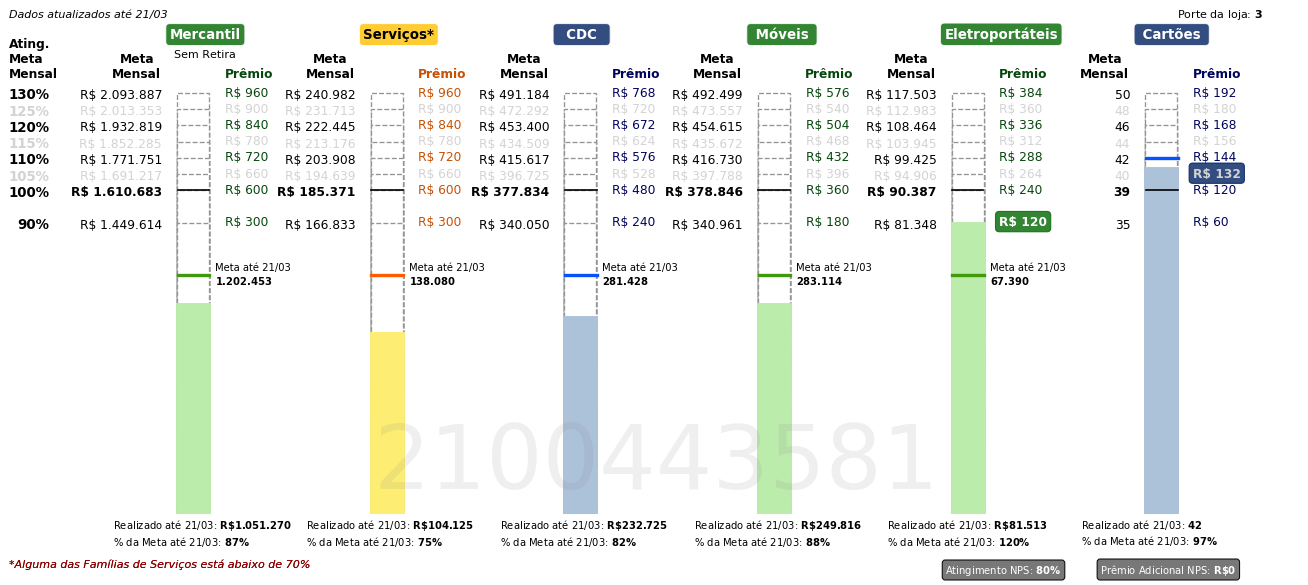 Dados atualizados até 21/03 Porte da loja: 3
Mercantil Serviços* CDC Móveis Eletroportáteis Cartões
Sem Retira
Ating. Meta Mensal Meta Mensal Prêmio Meta Mensal Prêmio Meta Mensal Prêmio Meta Mensal Prêmio Meta Mensal Prêmio Meta Mensal Prêmio
130% R$ 2.093.887 R$ 960 R$ 240.982 R$ 960 R$ 491.184 R$ 768 R$ 492.499 R$ 576 R$ 117.503 R$ 384 50 R$ 192
125% R$ 2.013.353 R$ 900 R$ 231.713 R$ 900 R$ 472.292 R$ 720 R$ 473.557 R$ 540 R$ 112.983 R$ 360 48 R$ 180
120% R$ 1.932.819 R$ 840 R$ 222.445 R$ 840 R$ 453.400 R$ 672 R$ 454.615 R$ 504 R$ 108.464 R$ 336 46 R$ 168
115% R$ 1.852.285 R$ 780 R$ 213.176 R$ 780 R$ 434.509 R$ 624 R$ 435.672 R$ 468 R$ 103.945 R$ 312 44 R$ 156
110% R$ 1.771.751 R$ 720 R$ 203.908 R$ 720 R$ 415.617 R$ 576 R$ 416.730 R$ 432 R$ 99.425 R$ 288 42 R$ 144
105% R$ 1.691.217 R$ 660 R$ 194.639 R$ 660 R$ 396.725 R$ 528 R$ 397.788 R$ 396 R$ 94.906 R$ 264 40 R$ 132
100% R$ 1.610.683 R$ 600 R$ 185.371 R$ 600 R$ 377.834 R$ 480 R$ 378.846 R$ 360 R$ 90.387 R$ 240 39 R$ 120
90% R$ 1.449.614 R$ 300 R$ 166.833 R$ 300 R$ 340.050 R$ 240 R$ 340.961 R$ 180 R$ 81.348 R$ 120 35 R$ 60
Meta até 21/03 Meta até 21/03 Meta até 21/03 Meta até 21/03 Meta até 21/03
1.202.453 138.080 281.428 283.114 67.390
2100443581
Realizado até 21/03: R$1.051.270 Realizado até 21/03: R$104.125 Realizado até 21/03: R$232.725 Realizado até 21/03: R$249.816 Realizado até 21/03: R$81.513 Realizado até 21/03: 42
% da Meta até 21/03: 87% % da Meta até 21/03: 75% % da Meta até 21/03: 82% % da Meta até 21/03: 88% % da Meta até 21/03: 120% % da Meta até 21/03: 97%
*Alguma das Famílias de Serviços está abaixo de 70% Atingimento NPS: 80% Prêmio Adicional NPS: R$0